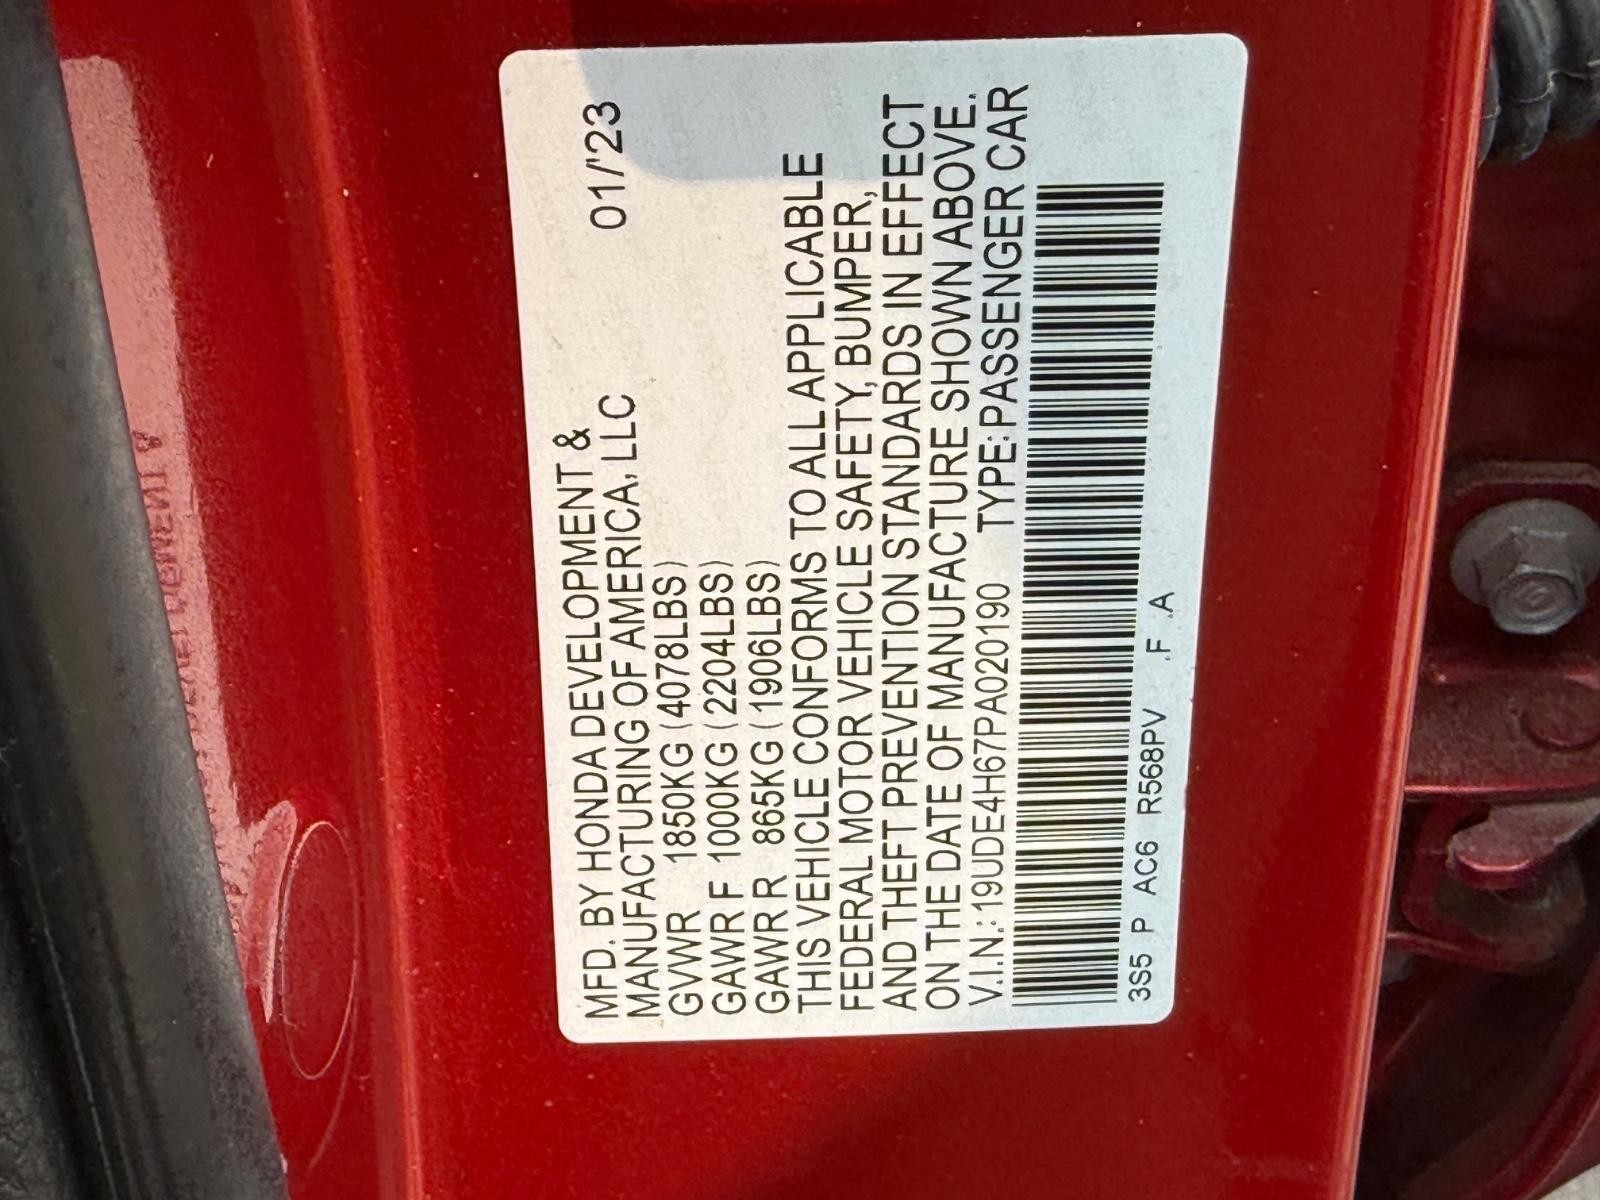 MFD. BY HONDA DEVELOPMENT &
MANUFACTURING OF AMERICA, LLC 01/'23
GVWR 1850KG (4078LBS)
GAWR F 1000KG (2204LBS)
GAWR R 865KG (1906LBS)
THIS VEHICLE CONFORMS TO ALL APPLICABLE
FEDERAL MOTOR VEHICLE SAFETY, BUMPER,
AND THEFT PREVENTION STANDARDS IN EFFECT
ON THE DATE OF MANUFACTURE SHOWN ABOVE.
V.I.N.: 19UDE4H67PA020190 TYPE: PASSENGER CAR
3S5 P AC6 R568PV .F .A